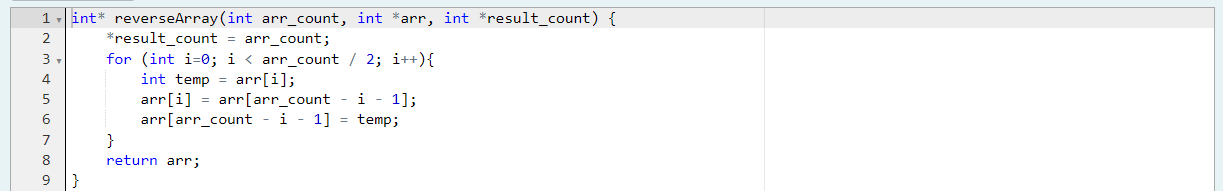 1 int* reverseArray(int arr_count, int *arr, int *result_count) {
2     *result_count = arr_count;
3     for (int i=0; i < arr_count / 2; i++){
4         int temp = arr[i];
5         arr[i] = arr[arr_count - i - 1];
6         arr[arr_count - i - 1] = temp;
7     }
8     return arr;
9 }